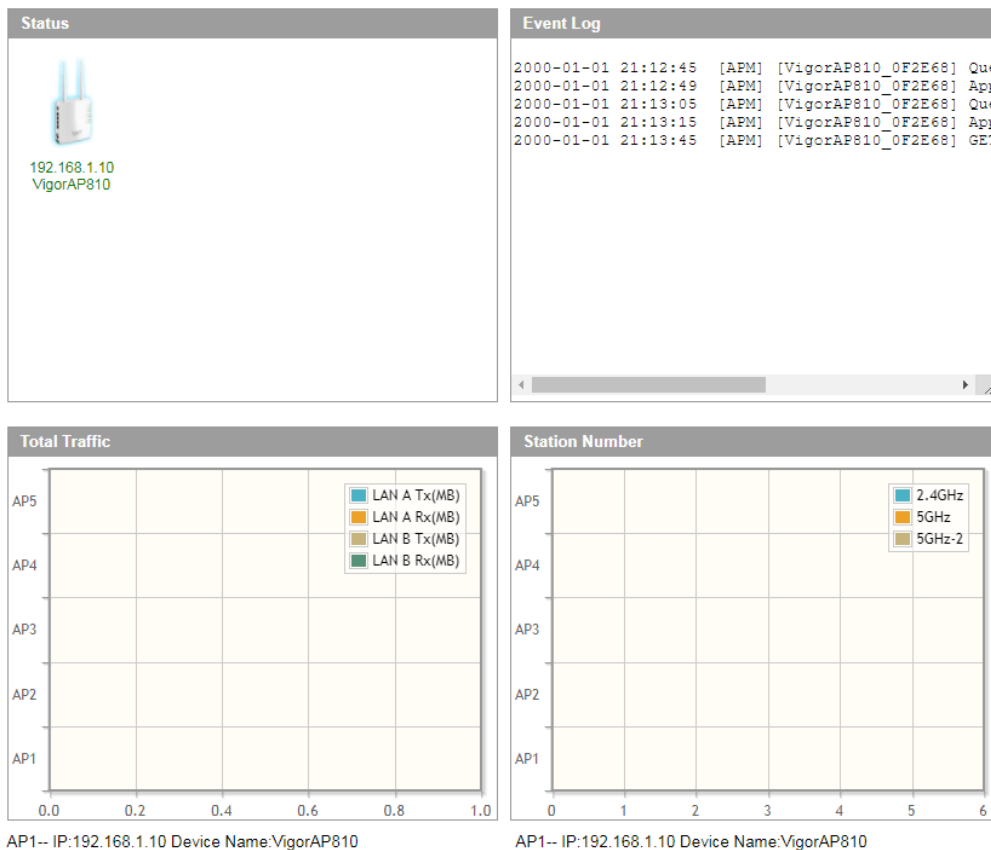 Status
192.168.1.10
VigorAP810
Event Log
2000-01-01 21:12:45 [APM] [VigorAP810_0F2E68] Que
2000-01-01 21:12:49 [APM] [VigorAP810_0F2E68] App
2000-01-01 21:13:05 [APM] [VigorAP810_0F2E68] Que
2000-01-01 21:13:15 [APM] [VigorAP810_0F2E68] App
2000-01-01 21:13:45 [APM] [VigorAP810_0F2E68] GET
Total Traffic
LAN A Tx(MB)
LAN A Rx(MB)
LAN B Tx(MB)
LAN B Rx(MB)
AP5
AP4
AP3
AP2
AP1
0.0 0.2 0.4 0.6 0.8 1.0
AP1-- IP:192.168.1.10 Device Name:VigorAP810
Station Number
2.4GHz
5GHz
5GHz-2
AP5
AP4
AP3
AP2
AP1
0 1 2 3 4 5 6
AP1-- IP:192.168.1.10 Device Name:VigorAP810